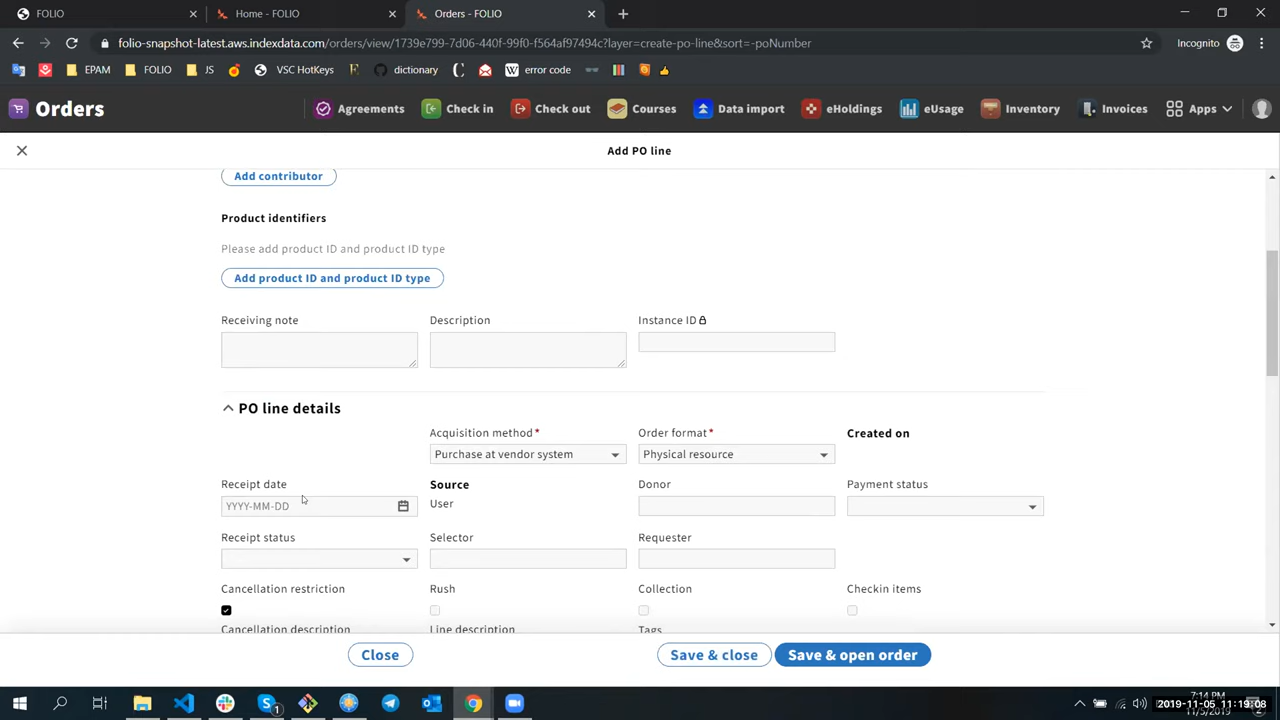 FOLIO
Home - FOLIO
Orders - FOLIO
folio-snapshot-latest.aws.indexdata.com/orders/view/1739e799-7d06-440f-99f0-f564af97494c?layer=create-po-line&sort=-poNumber
Incognito
EPAM
FOLIO
JS
VSC HotKeys
dictionary
error code
Orders
Agreements
Check in
Check out
Courses
Data import
eHoldings
eUsage
Inventory
Invoices
Apps
Add PO line
Add contributor
Product identifiers
Please add product ID and product ID type
Add product ID and product ID type
Receiving note
Description
Instance ID
PO line details
Acquisition method*
Order format*
Created on
Purchase at vendor system
Physical resource
Receipt date
Source
Donor
Payment status
YYYY-MM-DD
User
Receipt status
Selector
Requester
Cancellation restriction
Rush
Collection
Checkin items
Cancellation description
Line description
Tags
Close
Save & close
Save & open order
1
7:14 PM
2019-11-05 11:19:08